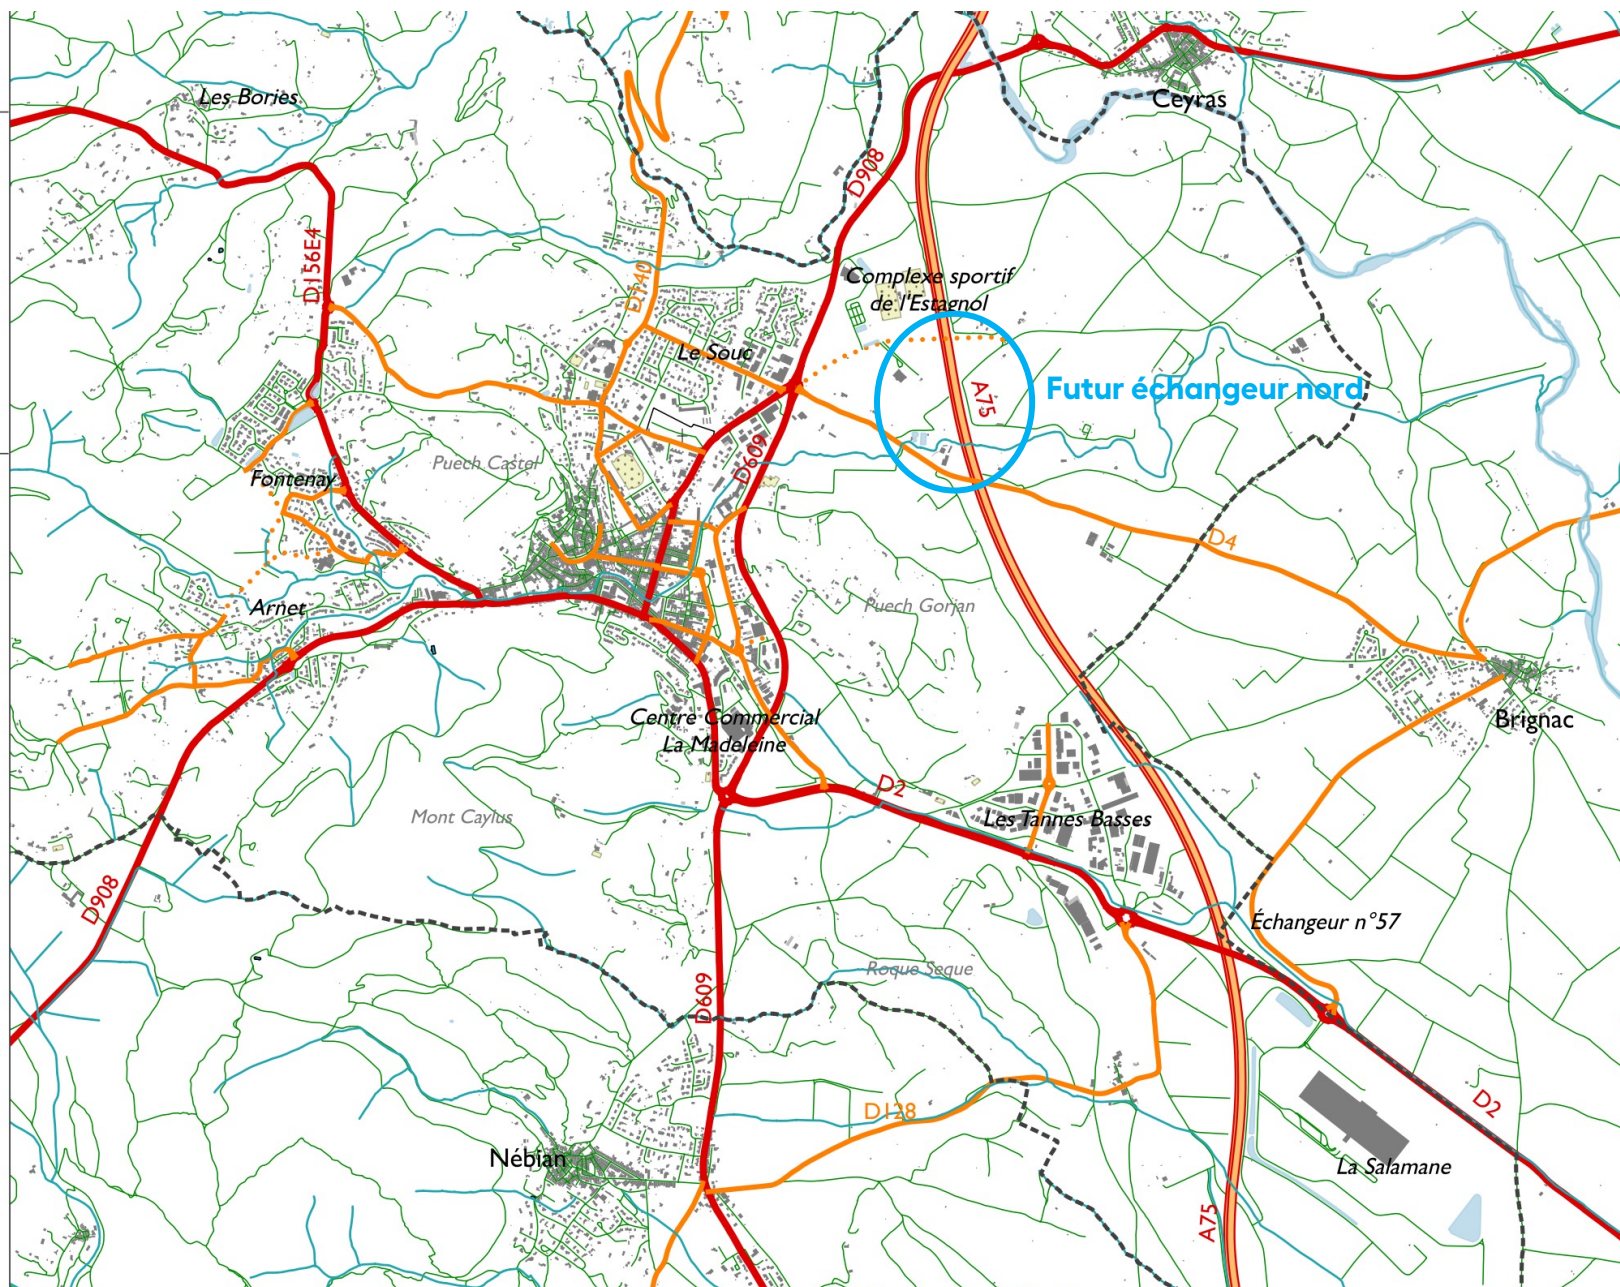 Les Bories
Ceyras
D908
D156E4
D140
Complexe sportif
de l'Estagnol
Le Souc
A75
Futur échangeur nord
D609
Puech Castel
Fontenay
D4
Arnet
Puech Gorjan
Brignac
Centre Commercial
La Madeleine
D2
Mont Caylus
Les Tannes Basses
D908
Échangeur n°57
Roque Seque
D609
D128
D2
Nébian
La Salamane
A75